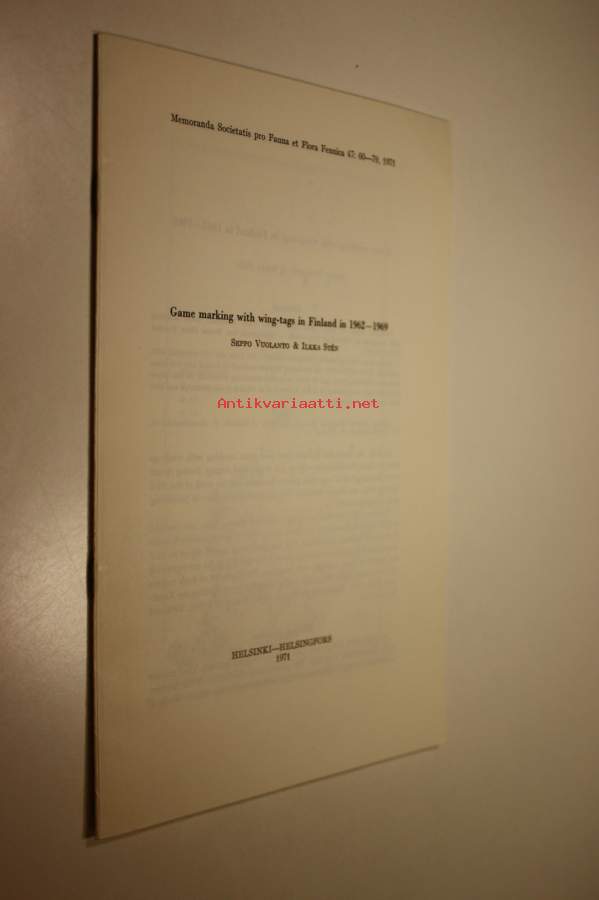 Memoranda Societatis pro Fauna et Flora Fennica 47: 60—79, 1971
Game marking with wing-tags in Finland in 1962–1969
Seppo Vuolanto & Ilkka Stén
Antikvariaatti.net
HELSINKI—HELSINGFORS
1971